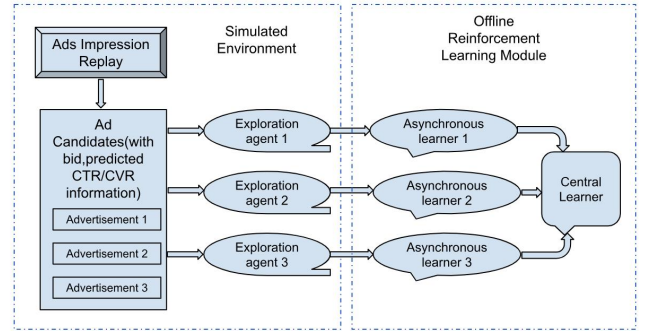 Simulated
Environment
Offline
Reinforcement
Learning Module
Ads Impression
Replay
Ad
Candidates(with
bid,predicted
CTR/CVR
information)
Advertisement 1
Advertisement 2
Advertisement 3
Exploration
agent 1
Exploration
agent 2
Exploration
agent 3
Asynchronous
learner 1
Asynchronous
learner 2
Asynchronous
learner 3
Central
Learner